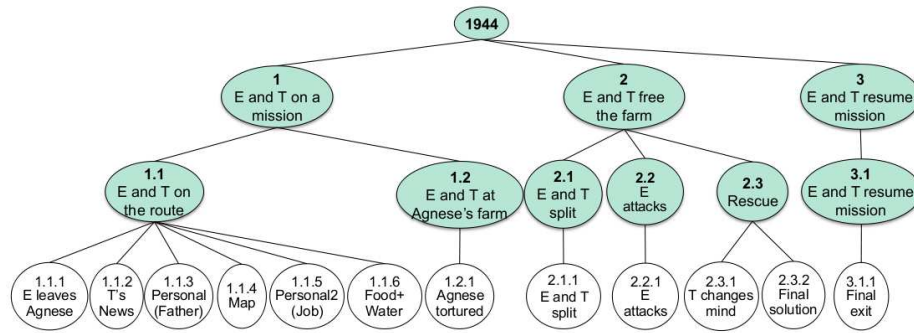 1944
1
E and T on a
mission
2
E and T free
the farm
3
E and T resume
mission
1.1
E and T on
the route
1.2
E and T at
Agnese's farm
2.1
E and T
split
2.2
E
attacks
2.3
Rescue
3.1
E and T resume
mission
1.1.1
E leaves
Agnese
1.1.2
T's
News
1.1.3
Personal
(Father)
1.1.4
Map
1.1.5
Personal2
(Job)
1.1.6
Food+
Water
1.2.1
Agnese
tortured
2.1.1
E and T
split
2.2.1
E
attacks
2.3.1
T changes
mind
2.3.2
Final
solution
3.1.1
Final
exit